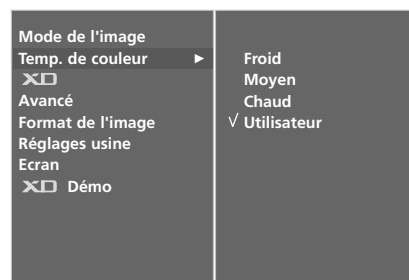 Mode de l'image
Temp. de couleur ►
XD
Avancé
Format de l'image
Réglages usine
Ecran
XD Démo
Froid
Moyen
Chaud
√ Utilisateur